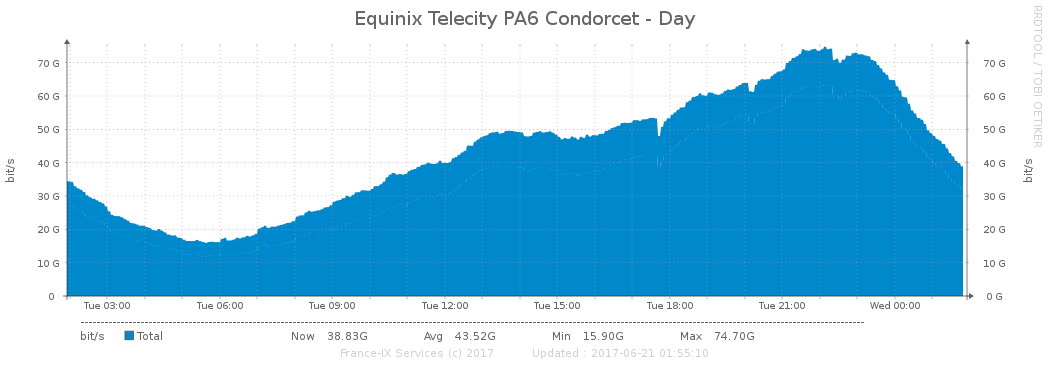 Equinix Telecity PA6 Condorcet - Day
RRDTOOL / TOBI OETIKER
bit/s
70 G
60 G
50 G
40 G
30 G
20 G
10 G
0
70 G
60 G
50 G
40 G
30 G
20 G
10 G
0 G
bit/s
Tue 03:00 Tue 06:00 Tue 09:00 Tue 12:00 Tue 15:00 Tue 18:00 Tue 21:00 Wed 00:00
bit/s Total Now 38.83G Avg 43.52G Min 15.90G Max 74.70G
France-IX Services (c) 2017 Updated : 2017-06-21 01:55:10